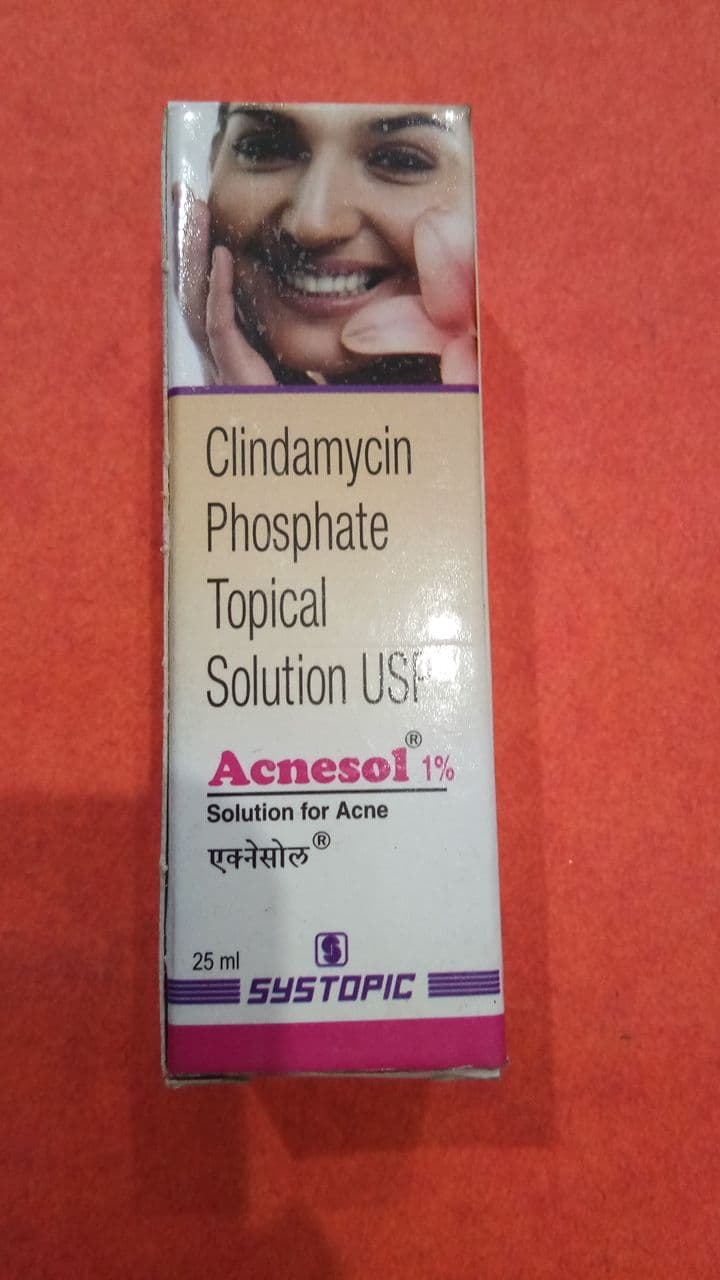 Clindamycin
Phosphate
Topical
Solution USP
Acnesol® 1%
Solution for Acne
एक्नेसोल®
25 ml
S
SYSTOPIC